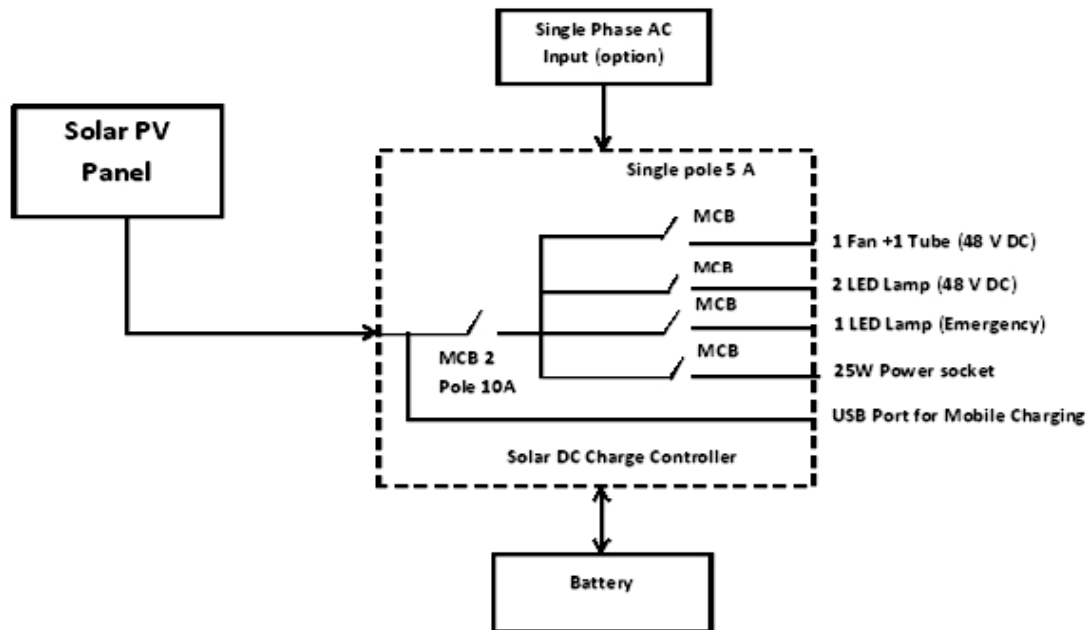 Single Phase AC
Input (option)
Solar PV
Panel
Single pole 5 A
MCB
1 Fan +1 Tube (48 V DC)
MCB
2 LED Lamp (48 V DC)
MCB
1 LED Lamp (Emergency)
MCB 2
Pole 10A
MCB
25W Power socket
USB Port for Mobile Charging
Solar DC Charge Controller
Battery